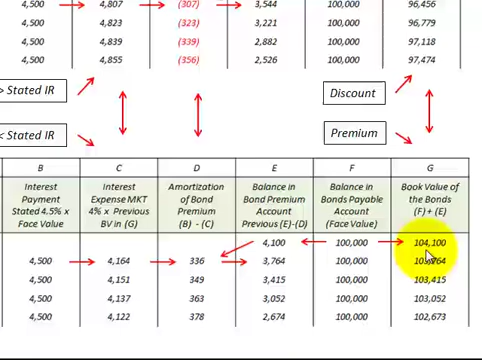 4,500 4,807 (307) 3,544 100,000 96,456
4,500 4,823 (323) 3,221 100,000 96,779
4,500 4,839 (339) 2,882 100,000 97,118
4,500 4,855 (356) 2,526 100,000 97,474
> Stated IR
Discount
< Stated IR
Premium
B C D E F G
Interest Payment Stated 4.5% x Face Value
Interest Expense MKT 4% x Previous BV in (G)
Amortization of Bond Premium (B) - (C)
Balance in Bond Premium Account Previous (E)-(D)
Balance in Bonds Payable Account (Face Value)
Book Value of the Bonds (F) + (E)
4,100 100,000 104,100
4,500 4,164 336 3,764 100,000 103,764
4,500 4,151 349 3,415 100,000 103,415
4,500 4,137 363 3,052 100,000 103,052
4,500 4,122 378 2,674 100,000 102,673